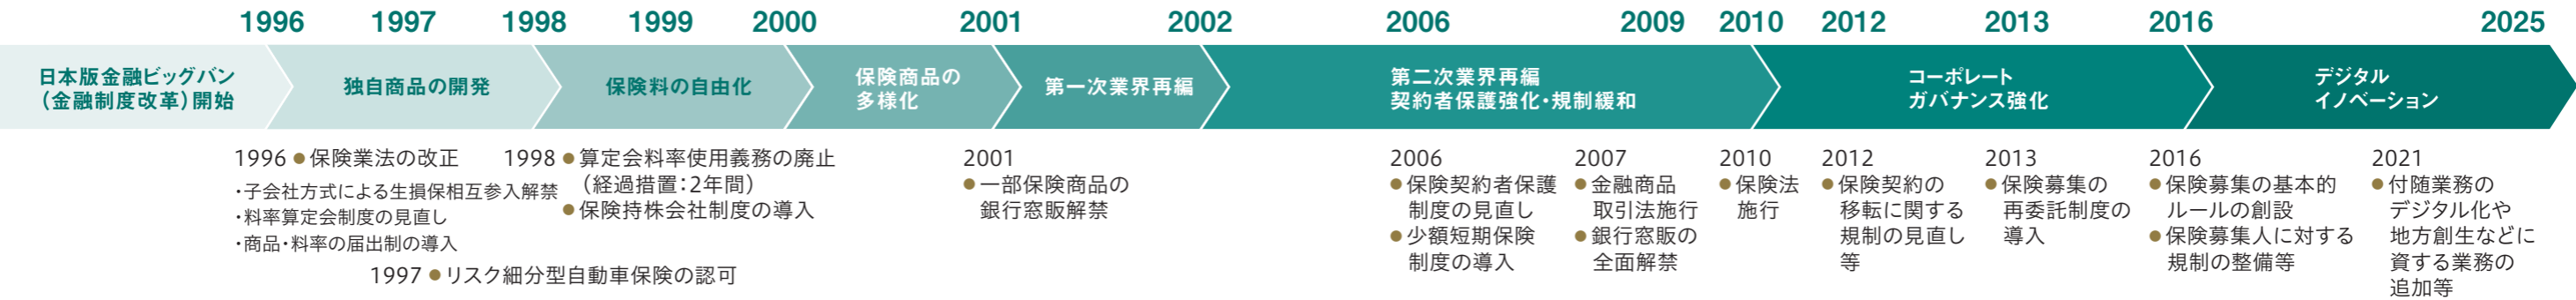 1996 1997 1998 1999 2000 2001 2002 2006 2009 2010 2012 2013 2016 2025
日本版金融ビッグバン
（金融制度改革）開始
独自商品の開発
保険料の自由化
保険商品の
多様化
第一次業界再編
第二次業界再編
契約者保護強化・規制緩和
コーポレート
ガバナンス強化
デジタル
イノベーション
1996 ●保険業法の改正
・子会社方式による生損保相互参入解禁
・料率算定会制度の見直し
・商品・料率の届出制の導入
1997 ●リスク細分型自動車保険の認可
1998 ●算定会料率使用義務の廃止
（経過措置：2年間）
●保険持株会社制度の導入
2001
●一部保険商品の
銀行窓販解禁
2006
●保険契約者保護
制度の見直し
●少額短期保険
制度の導入
2007
●金融商品
取引法施行
●銀行窓販の
全面解禁
2010
●保険法
施行
2012
●保険契約の
移転に関する
規制の見直し
等
2013
●保険募集の
再委託制度の
導入
2016
●保険募集の基本的
ルールの創設
●保険募集人に対する
規制の整備等
2021
●付随業務の
デジタル化や
地方創生などに
資する業務の
追加等